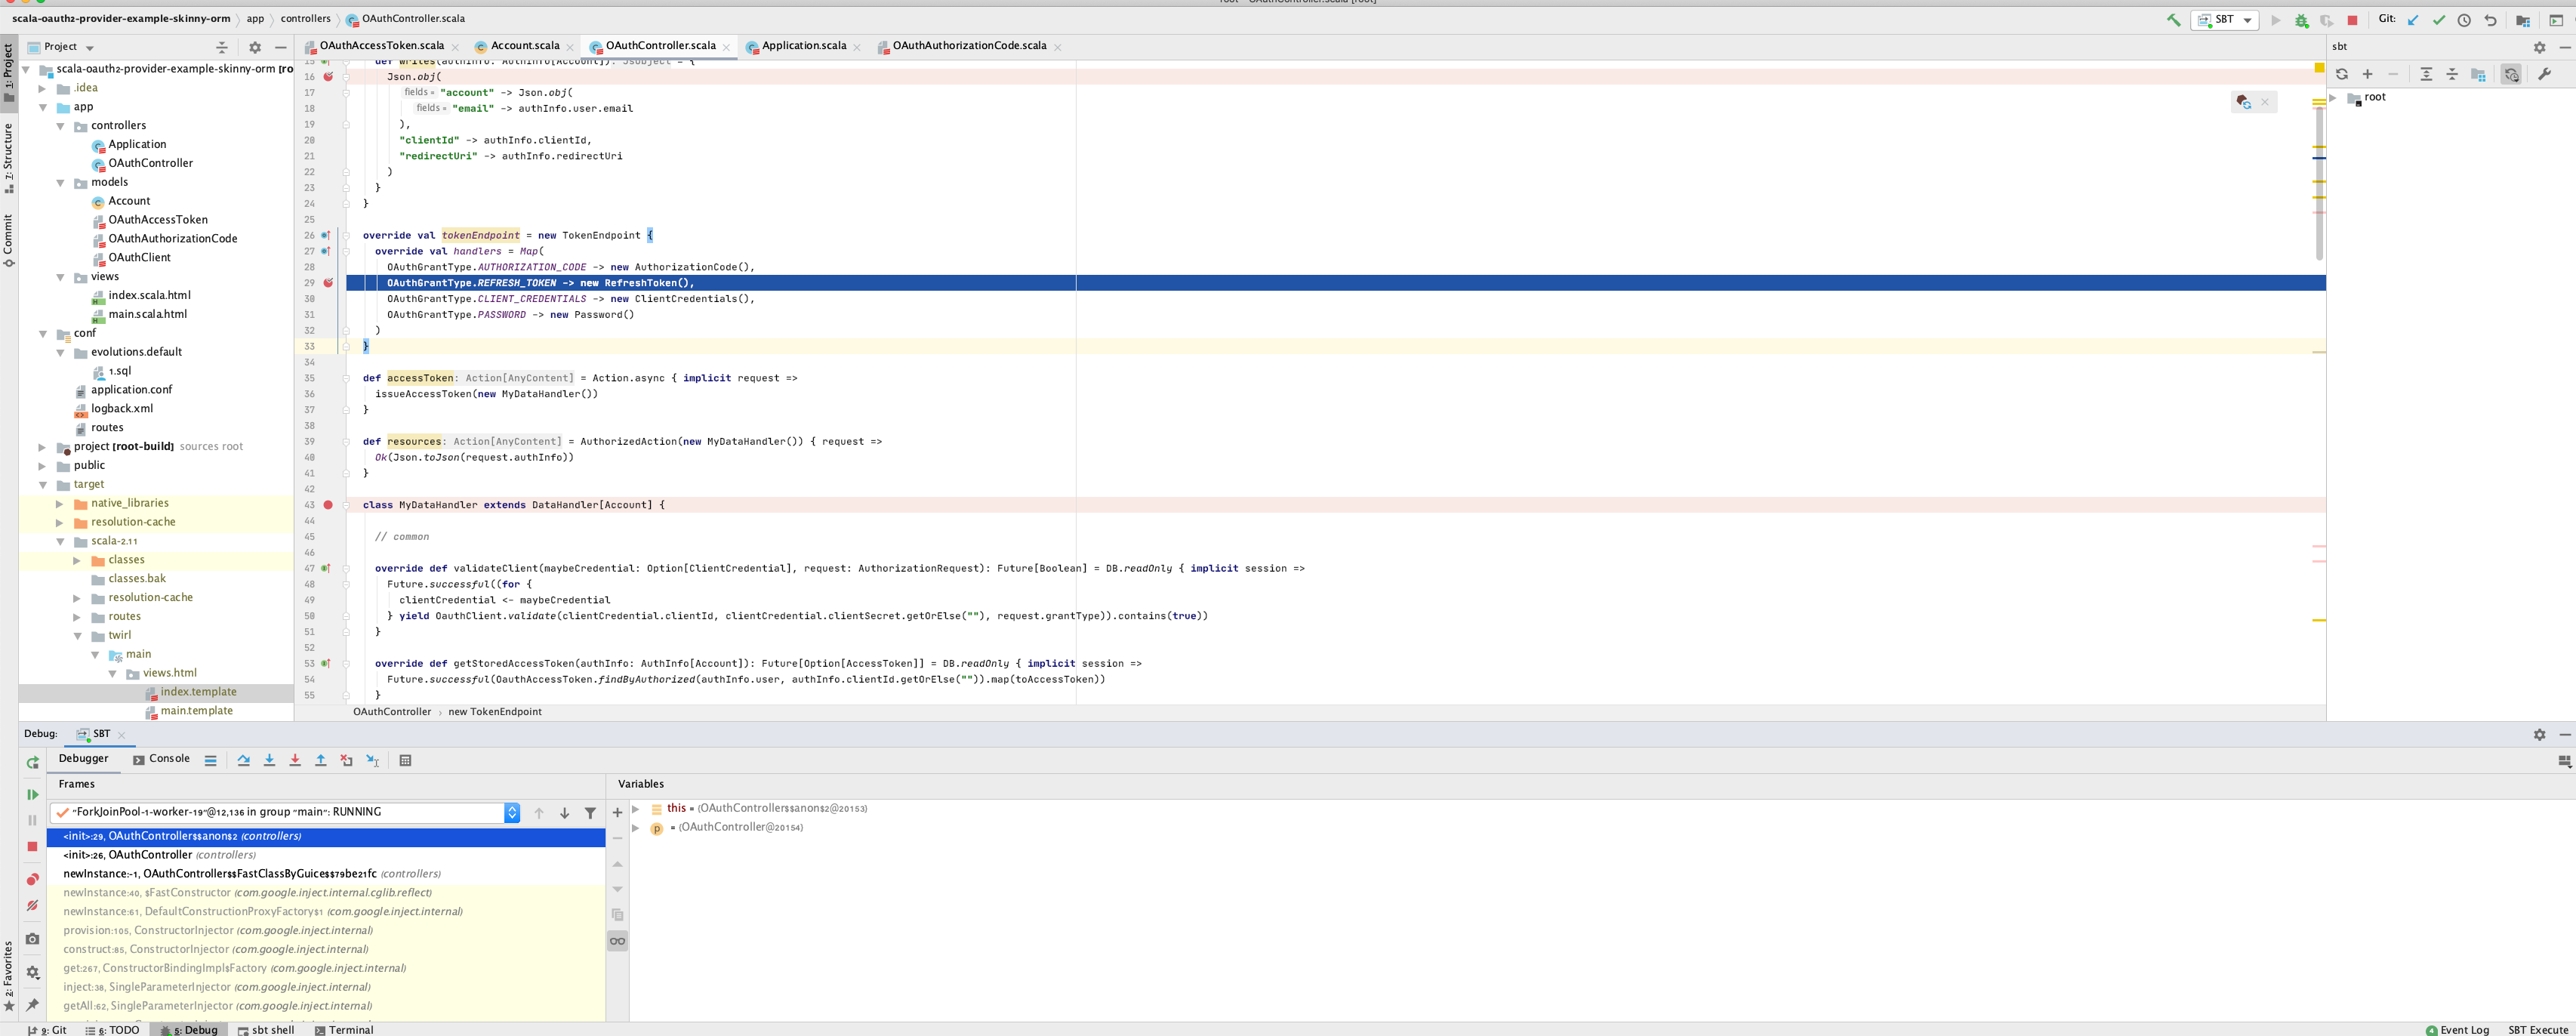 root – OAuthController.scala [root]
scala-oauth2-provider-example-skinny-orm › app › controllers › OAuthController.scala
SBT
Git:
Project
OAuthAccessToken.scala
Account.scala
OAuthController.scala
Application.scala
OAuthAuthorizationCode.scala
sbt
1: Project
7: Structure
Commit
2: Favorites
scala-oauth2-provider-example-skinny-orm [ro
.idea
app
controllers
Application
OAuthController
models
Account
OAuthAccessToken
OAuthAuthorizationCode
OAuthClient
views
index.scala.html
main.scala.html
conf
evolutions.default
1.sql
application.conf
logback.xml
routes
project [root-build] sources root
public
target
native_libraries
resolution-cache
scala-2.11
classes
classes.bak
resolution-cache
routes
twirl
main
views.html
index.template
main.template
15 def writes(authInfo: AuthInfo[Account]): JsObject = {
16 Json.obj(
17 fields = "account" -> Json.obj(
18 fields = "email" -> authInfo.user.email
19 ),
20 "clientId" -> authInfo.clientId,
21 "redirectUri" -> authInfo.redirectUri
22 )
23 }
24 }
25
26 override val tokenEndpoint = new TokenEndpoint {
27 override val handlers = Map(
28 OAuthGrantType.AUTHORIZATION_CODE -> new AuthorizationCode(),
29 OAuthGrantType.REFRESH_TOKEN -> new RefreshToken(),
30 OAuthGrantType.CLIENT_CREDENTIALS -> new ClientCredentials(),
31 OAuthGrantType.PASSWORD -> new Password()
32 )
33 }
34
35 def accessToken: Action[AnyContent] = Action.async { implicit request =>
36 issueAccessToken(new MyDataHandler())
37 }
38
39 def resources: Action[AnyContent] = AuthorizedAction(new MyDataHandler()) { request =>
40 Ok(Json.toJson(request.authInfo))
41 }
42
43 class MyDataHandler extends DataHandler[Account] {
44
45 // common
46
47 override def validateClient(maybeCredential: Option[ClientCredential], request: AuthorizationRequest): Future[Boolean] = DB.readOnly { implicit session =>
48 Future.successful((for {
49 clientCredential <- maybeCredential
50 } yield OauthClient.validate(clientCredential.clientId, clientCredential.clientSecret.getOrElse(""), request.grantType)).contains(true))
51 }
52
53 override def getStoredAccessToken(authInfo: AuthInfo[Account]): Future[Option[AccessToken]] = DB.readOnly { implicit session =>
54 Future.successful(OauthAccessToken.findByAuthorized(authInfo.user, authInfo.clientId.getOrElse("")).map(toAccessToken))
55 }
OAuthController › new TokenEndpoint
root
Debug: SBT
Debugger Console
Frames
"ForkJoinPool-1-worker-19"@12,136 in group "main": RUNNING
<init>:29, OAuthController$$anon$2 (controllers)
<init>:26, OAuthController (controllers)
newInstance:-1, OAuthController$$FastClassByGuice$$79be21fc (controllers)
newInstance:40, $FastConstructor (com.google.inject.internal.cglib.reflect)
newInstance:61, DefaultConstructionProxyFactory$1 (com.google.inject.internal)
provision:105, ConstructorInjector (com.google.inject.internal)
construct:85, ConstructorInjector (com.google.inject.internal)
get:267, ConstructorBindingImpl$Factory (com.google.inject.internal)
inject:38, SingleParameterInjector (com.google.inject.internal)
getAll:62, SingleParameterInjector (com.google.inject.internal)
Variables
this = {OAuthController$$anon$2@20153}
p = {OAuthController@20154}
9: Git
6: TODO
5: Debug
sbt shell
Terminal
4 Event Log
SBT Execute